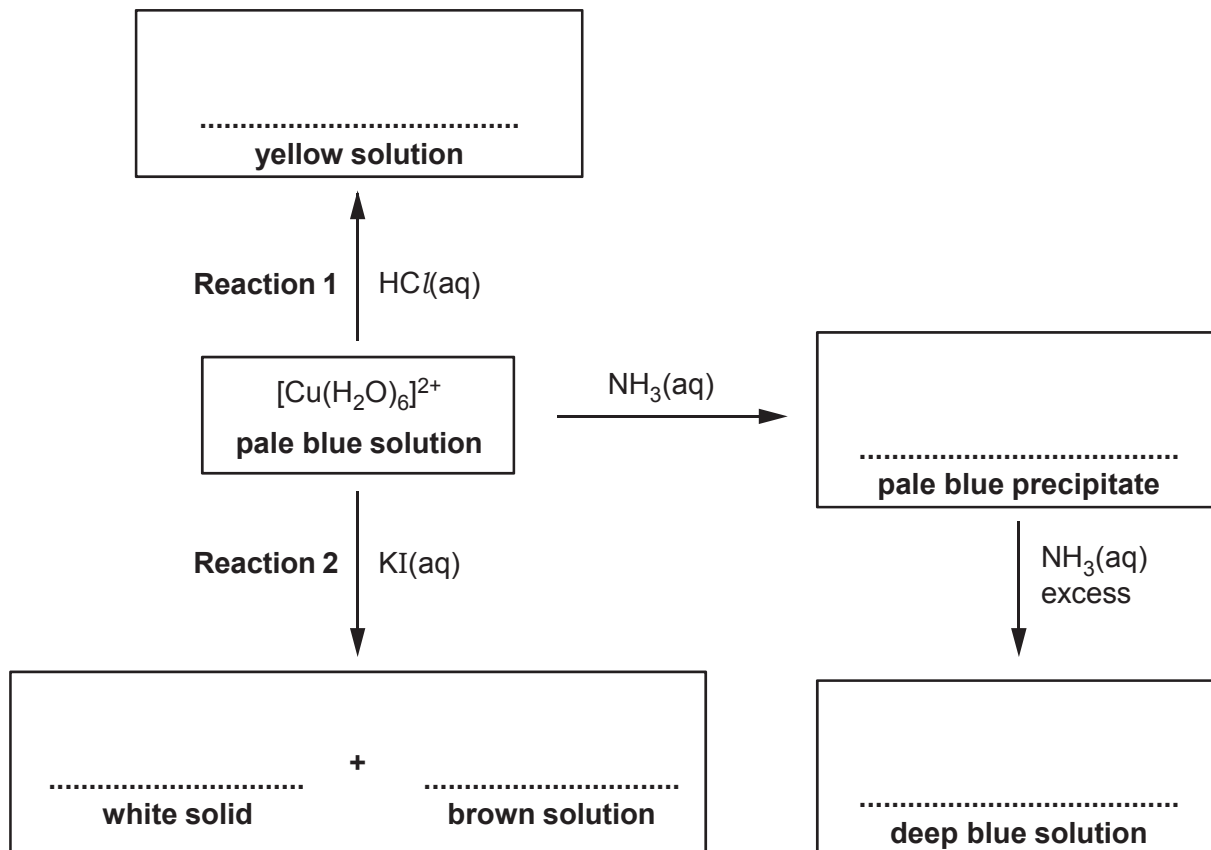 ........................................
yellow solution
Reaction 1 HCl(aq)
[Cu(H₂O)₆]²⁺
pale blue solution
NH₃(aq)
........................................
pale blue precipitate
Reaction 2 KI(aq)
NH₃(aq)
excess
................................ + ................................
white solid brown solution
........................................
deep blue solution